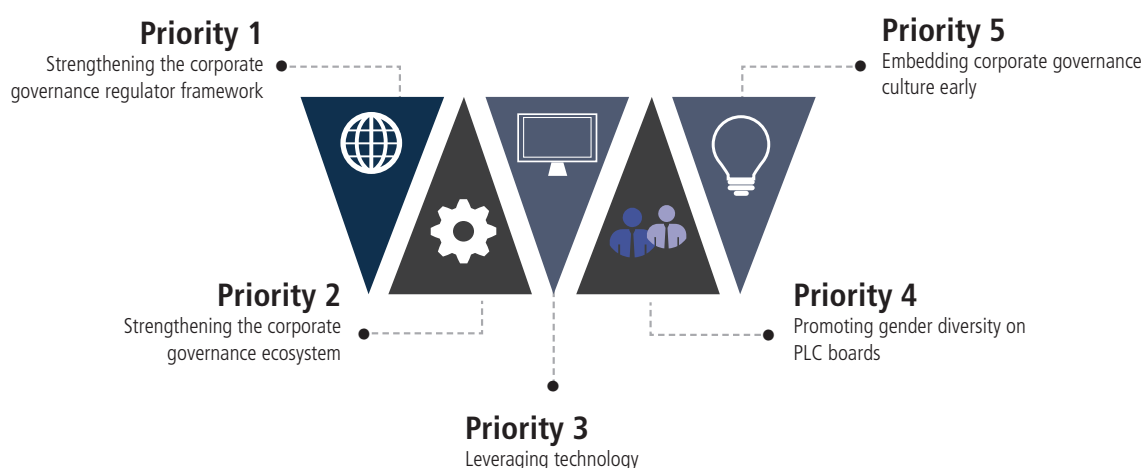 Priority 1
Strengthening the corporate
governance regulator framework
Priority 2
Strengthening the corporate
governance ecosystem
Priority 3
Leveraging technology
Priority 4
Promoting gender diversity on
PLC boards
Priority 5
Embedding corporate governance
culture early